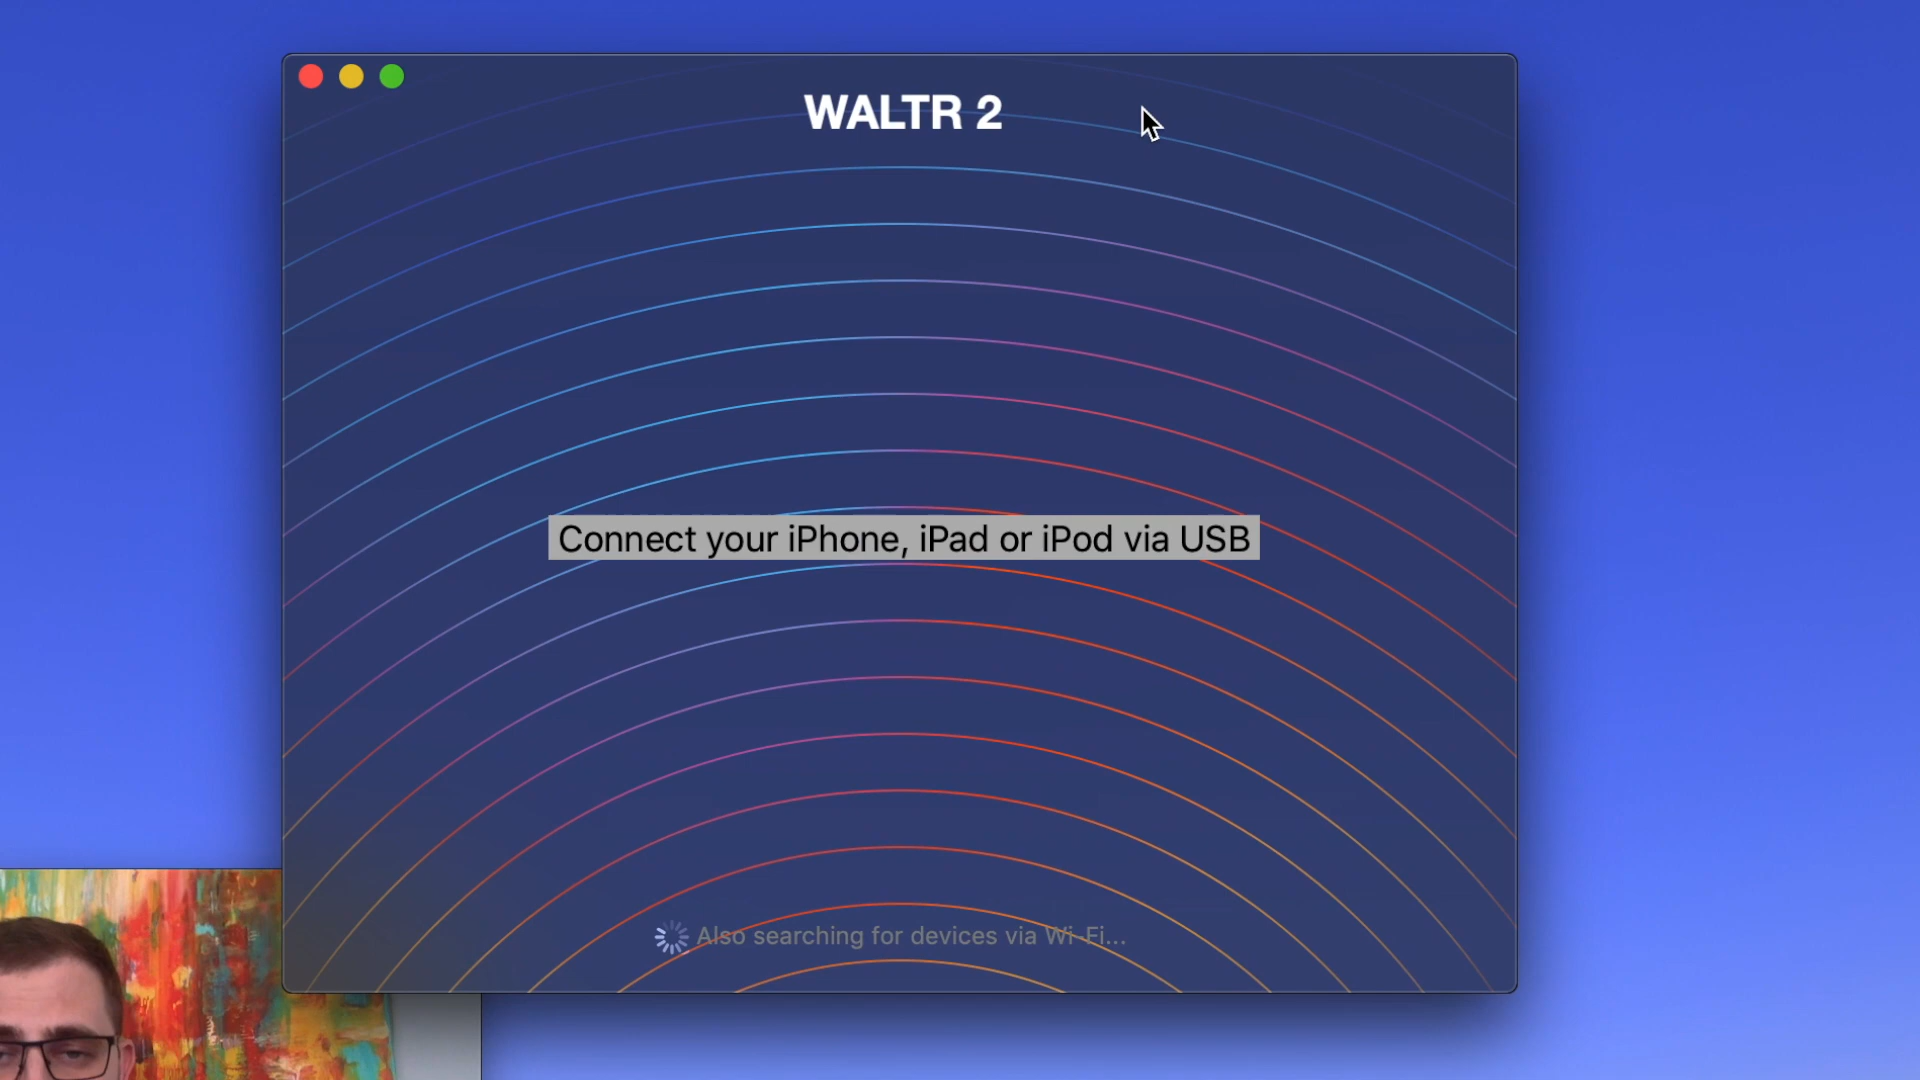 WALTR 2
Connect your iPhone, iPad or iPod via USB
Also searching for devices via Wi-Fi...